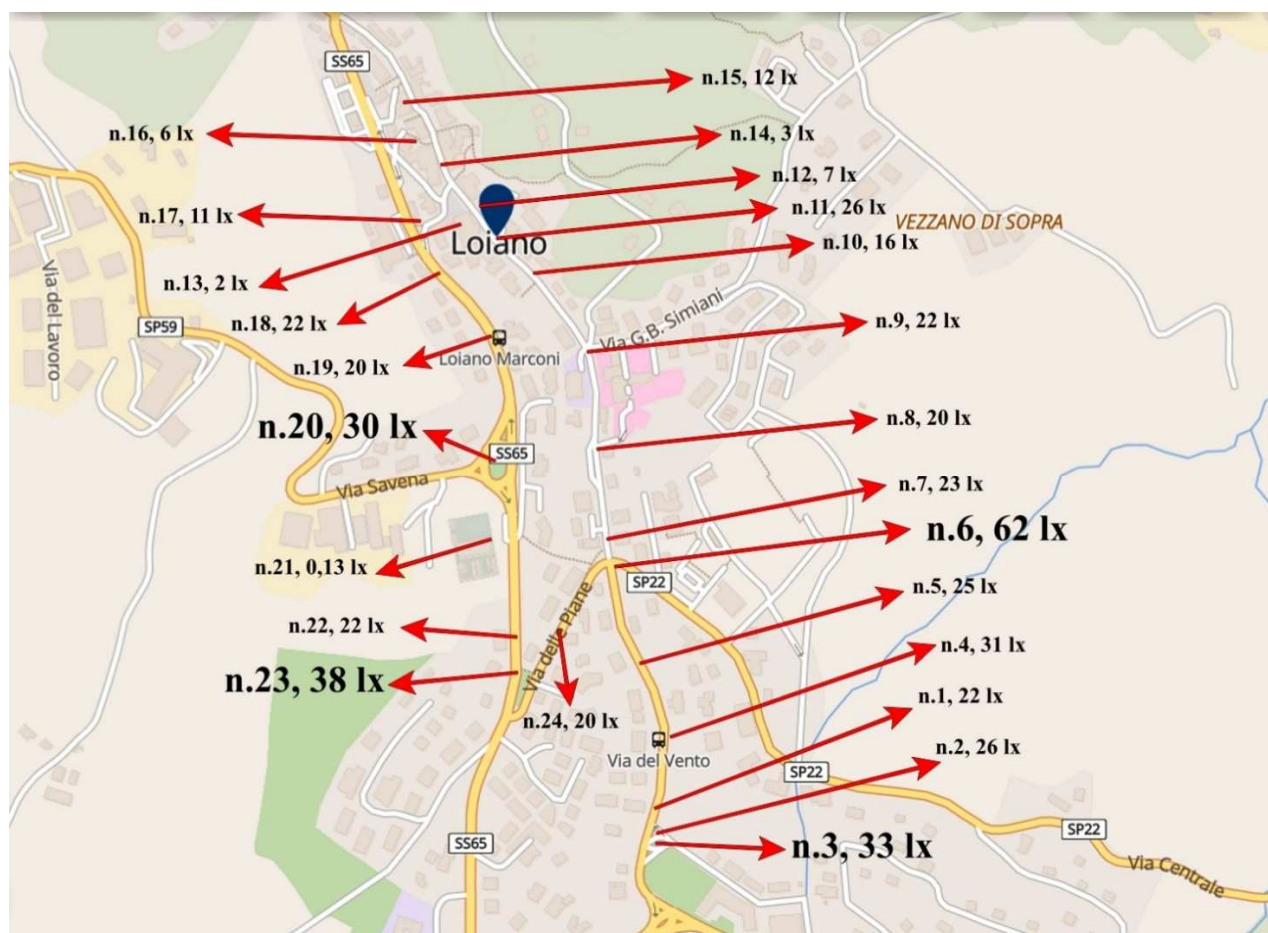 SS65
n.15, 12 lx
n.16, 6 lx
n.14, 3 lx
n.12, 7 lx
n.17, 11 lx
n.11, 26 lx
VEZZANO DI SOPRA
Loiano
n.10, 16 lx
Via del Lavoro
n.13, 2 lx
n.18, 22 lx
SP59
Via G.B. Simiani
n.9, 22 lx
Loiano Marconi
n.19, 20 lx
n.20, 30 lx
n.8, 20 lx
SS65
Via Savena
n.7, 23 lx
n.6, 62 lx
n.21, 0,13 lx
SP22
n.5, 25 lx
n.22, 22 lx
Via delle Piane
n.4, 31 lx
n.23, 38 lx
n.1, 22 lx
n.24, 20 lx
n.2, 26 lx
Via del Vento
SP22
SP22
SS65
n.3, 33 lx
Via Centrale